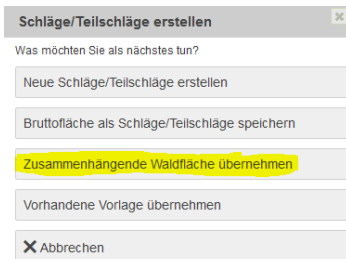 Schläge/Teilschläge erstellen
Was möchten Sie als nächstes tun?
Neue Schläge/Teilschläge erstellen
Bruttofläche als Schläge/Teilschläge speichern
Zusammenhängende Waldfläche übernehmen
Vorhandene Vorlage übernehmen
Abbrechen